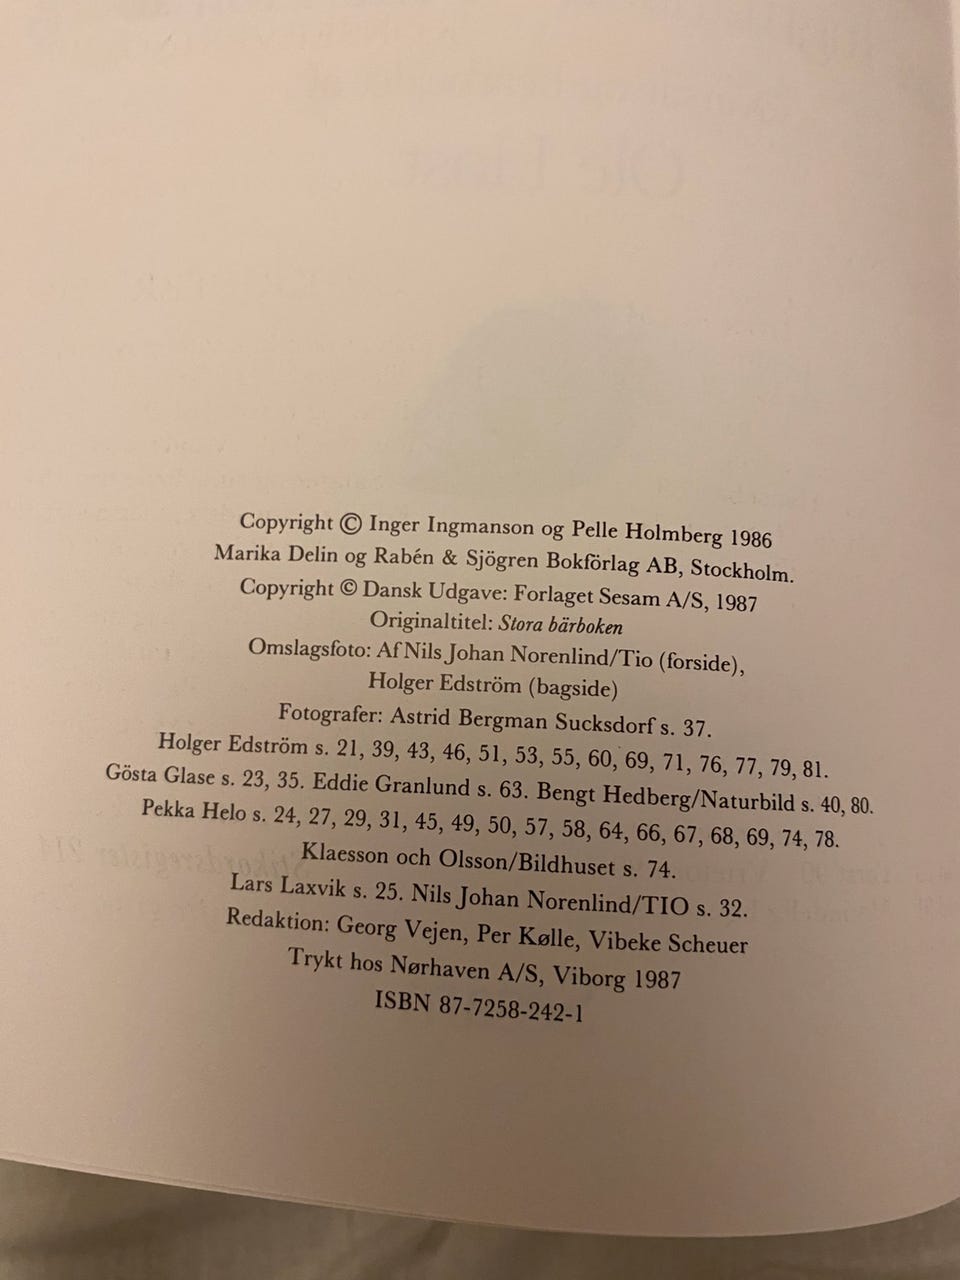 Copyright © Inger Ingmanson og Pelle Holmberg 1986
Marika Delin og Rabén & Sjögren Bokförlag AB, Stockholm.
Copyright © Dansk Udgave: Forlaget Sesam A/S, 1987
Originaltitel: Stora bärboken
Omslagsfoto: Af Nils Johan Norenlind/Tio (forside),
Holger Edström (bagside)
Fotografer: Astrid Bergman Sucksdorf s. 37.
Holger Edström s. 21, 39, 43, 46, 51, 53, 55, 60, 69, 71, 76, 77, 79, 81.
Gösta Glase s. 23, 35. Eddie Granlund s. 63. Bengt Hedberg/Naturbild s. 40, 80.
Pekka Helo s. 24, 27, 29, 31, 45, 49, 50, 57, 58, 64, 66, 67, 68, 69, 74, 78.
Klaesson och Olsson/Bildhuset s. 74.
Lars Laxvik s. 25. Nils Johan Norenlind/TIO s. 32.
Redaktion: Georg Vejen, Per Kølle, Vibeke Scheuer
Trykt hos Nørhaven A/S, Viborg 1987
ISBN 87-7258-242-1